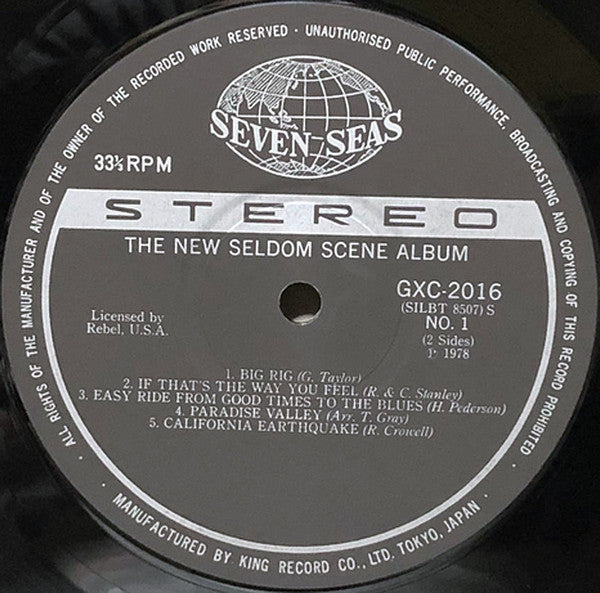 ALL RIGHTS OF THE MANUFACTURER AND OF THE OWNER OF THE RECORDED WORK RESERVED · UNAUTHORISED PUBLIC PERFORMANCE, BROADCASTING AND COPYING OF THIS RECORD PROHIBITED ·
SEVEN-SEAS
33⅓ RPM
STEREO
THE NEW SELDOM SCENE ALBUM
GXC-2016
(SILBT 8507) S
NO. 1
(2 Sides)
℗ 1978
Licensed by
Rebel, U.S.A.
1. BIG RIG (G. Taylor)
2. IF THAT'S THE WAY YOU FEEL (R. & C. Stanley)
3. EASY RIDE FROM GOOD TIMES TO THE BLUES (H. Pederson)
4. PARADISE VALLEY (Arr. T. Gray)
5. CALIFORNIA EARTHQUAKE (R. Crowell)
MANUFACTURED BY KING RECORD CO., LTD. TOKYO, JAPAN ·